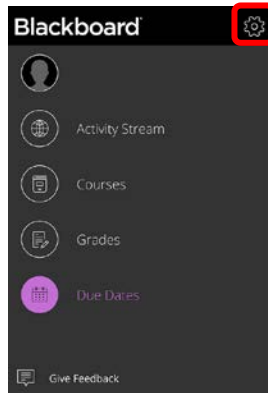 Blackboard
Activity Stream
Courses
Grades
Due Dates
Give Feedback